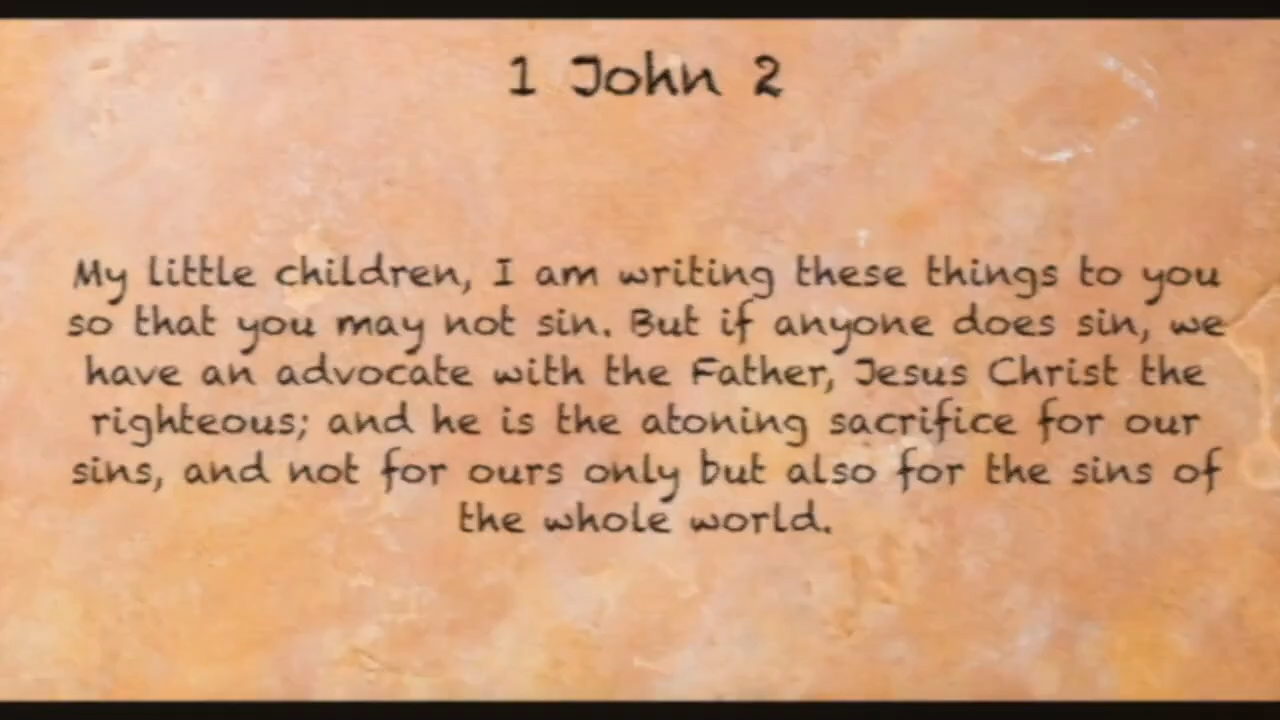 1 John 2
My little children, I am writing these things to you
so that you may not sin. But if anyone does sin, we
have an advocate with the Father, Jesus Christ the
righteous; and he is the atoning sacrifice for our
sins, and not for ours only but also for the sins of
the whole world.